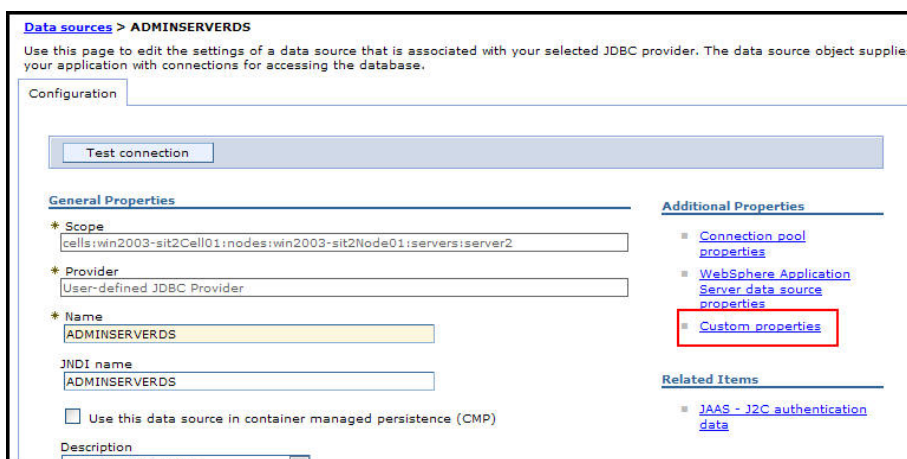 Data sources > ADMINSERVERDS
Use this page to edit the settings of a data source that is associated with your selected JDBC provider. The data source object supplies
your application with connections for accessing the database.
Configuration
Test connection
General Properties
* Scope
cells:win2003-sit2Cell01:nodes:win2003-sit2Node01:servers:server2
* Provider
User-defined JDBC Provider
* Name
ADMINSERVERDS
JNDI name
ADMINSERVERDS
Use this data source in container managed persistence (CMP)
Description
Additional Properties
Connection pool
properties
WebSphere Application
Server data source
properties
Custom properties
Related Items
JAAS - J2C authentication
data